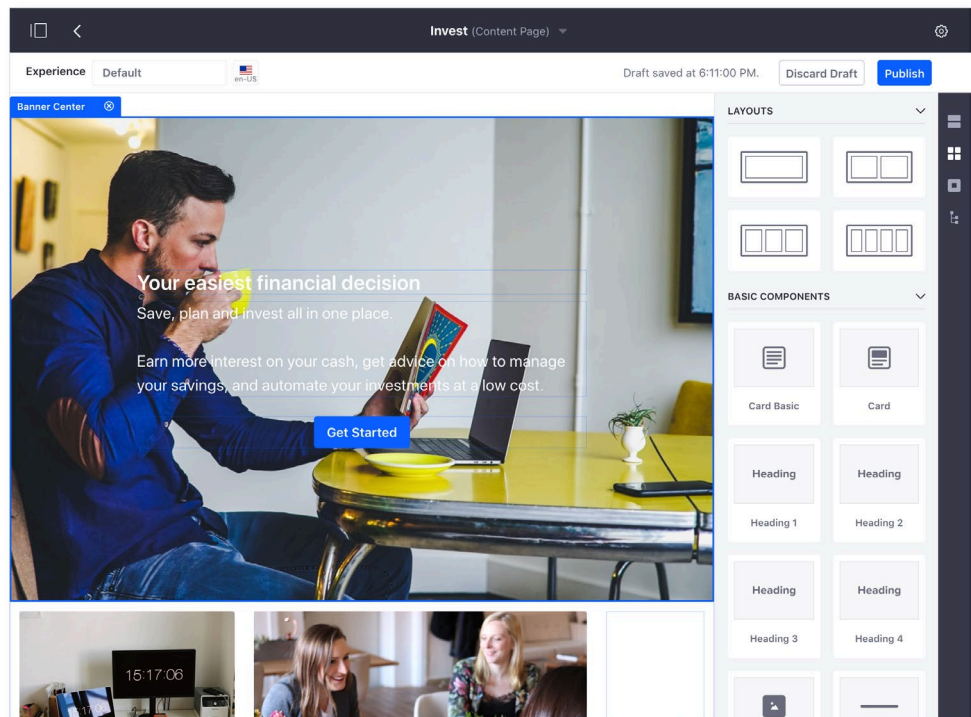 Invest (Content Page)
Experience
Default
en-US
Draft saved at 6:11:00 PM.
Discard Draft
Publish
Banner Center
Your easiest financial decision
Save, plan and invest all in one place.
Earn more interest on your cash, get advice on how to manage
your savings, and automate your investments at a low cost.
Get Started
15:17:06
15:17:06
LAYOUTS
BASIC COMPONENTS
Card Basic
Card
Heading
Heading
Heading 1
Heading 2
Heading
Heading
Heading 3
Heading 4